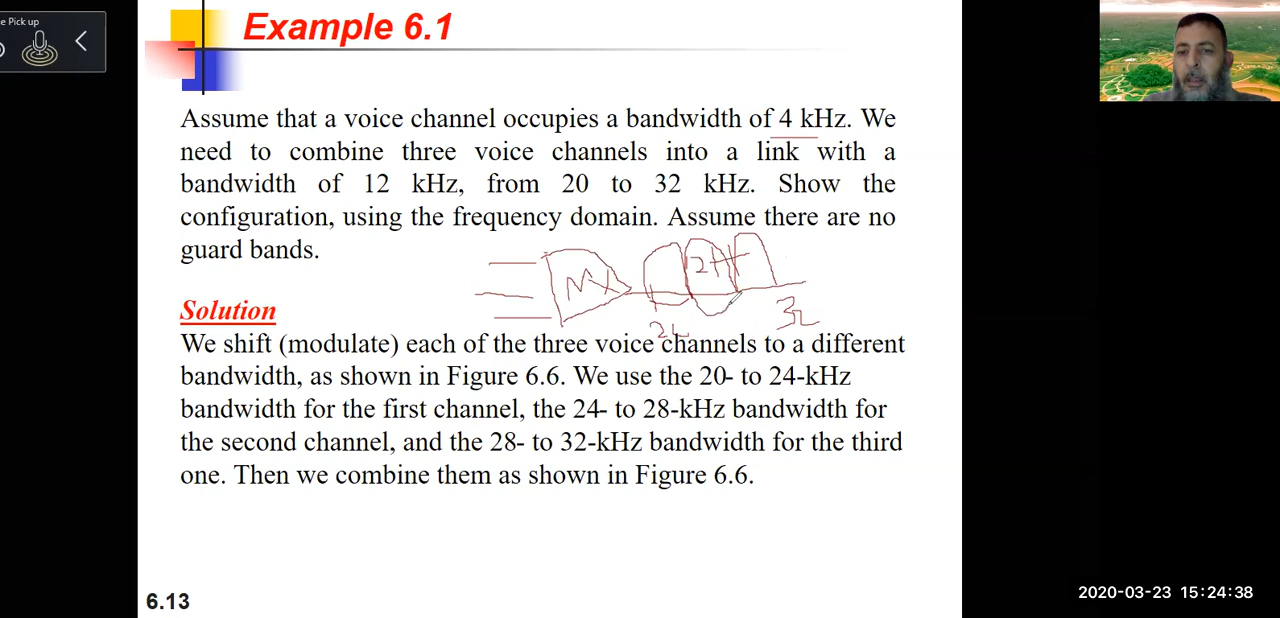 e Pick up
Example 6.1
Assume that a voice channel occupies a bandwidth of 4 kHz. We
need to combine three voice channels into a link with a
bandwidth of 12 kHz, from 20 to 32 kHz. Show the
configuration, using the frequency domain. Assume there are no
guard bands.
MX
32
Solution
We shift (modulate) each of the three voice channels to a different
bandwidth, as shown in Figure 6.6. We use the 20- to 24-kHz
bandwidth for the first channel, the 24- to 28-kHz bandwidth for
the second channel, and the 28- to 32-kHz bandwidth for the third
one. Then we combine them as shown in Figure 6.6.
6.13
2020-03-23 15:24:38